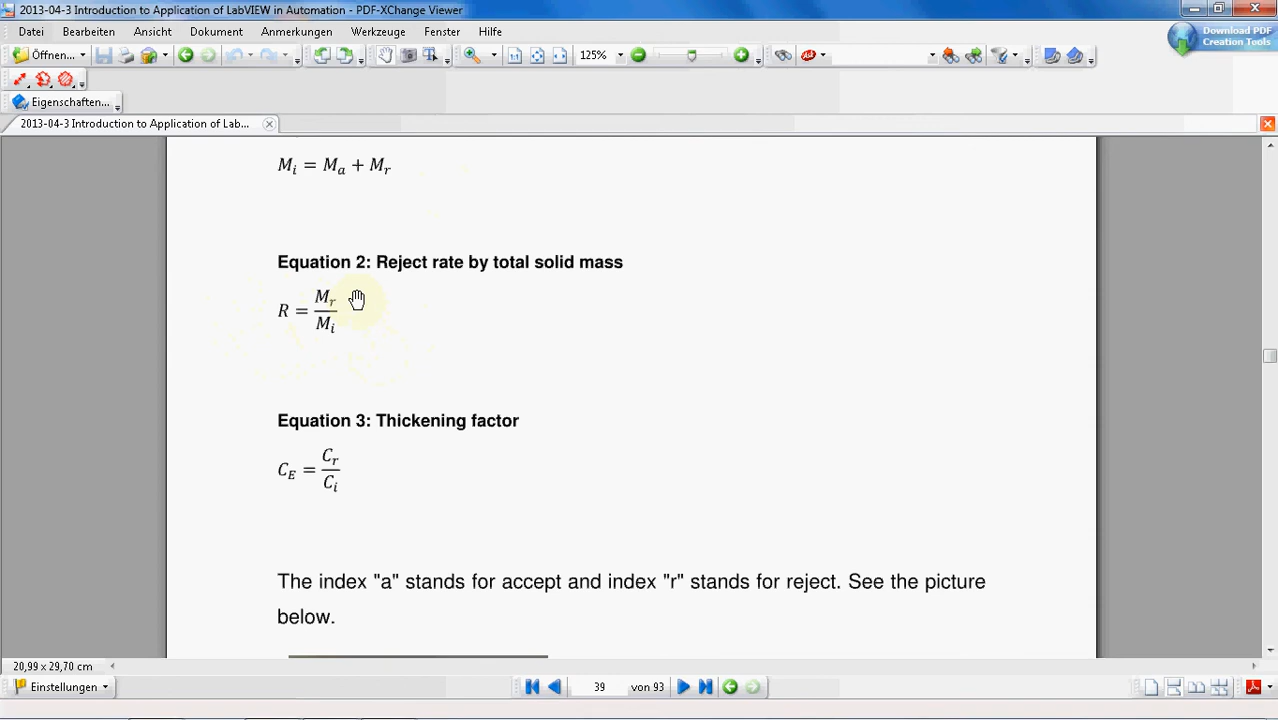 2013-04-3 Introduction to Application of LabVIEW in Automation - PDF-XChange Viewer
Datei Bearbeiten Ansicht Dokument Anmerkungen Werkzeuge Fenster Hilfe
Download PDF
Creation Tools
Öffnen...
125%
Eigenschaften...
2013-04-3 Introduction to Application of Lab...
M_i = M_a + M_r
Equation 2: Reject rate by total solid mass
R = M_r / M_i
Equation 3: Thickening factor
C_E = C_r / C_i
The index "a" stands for accept and index "r" stands for reject. See the picture
below.
20,99 x 29,70 cm
Einstellungen
39 von 93